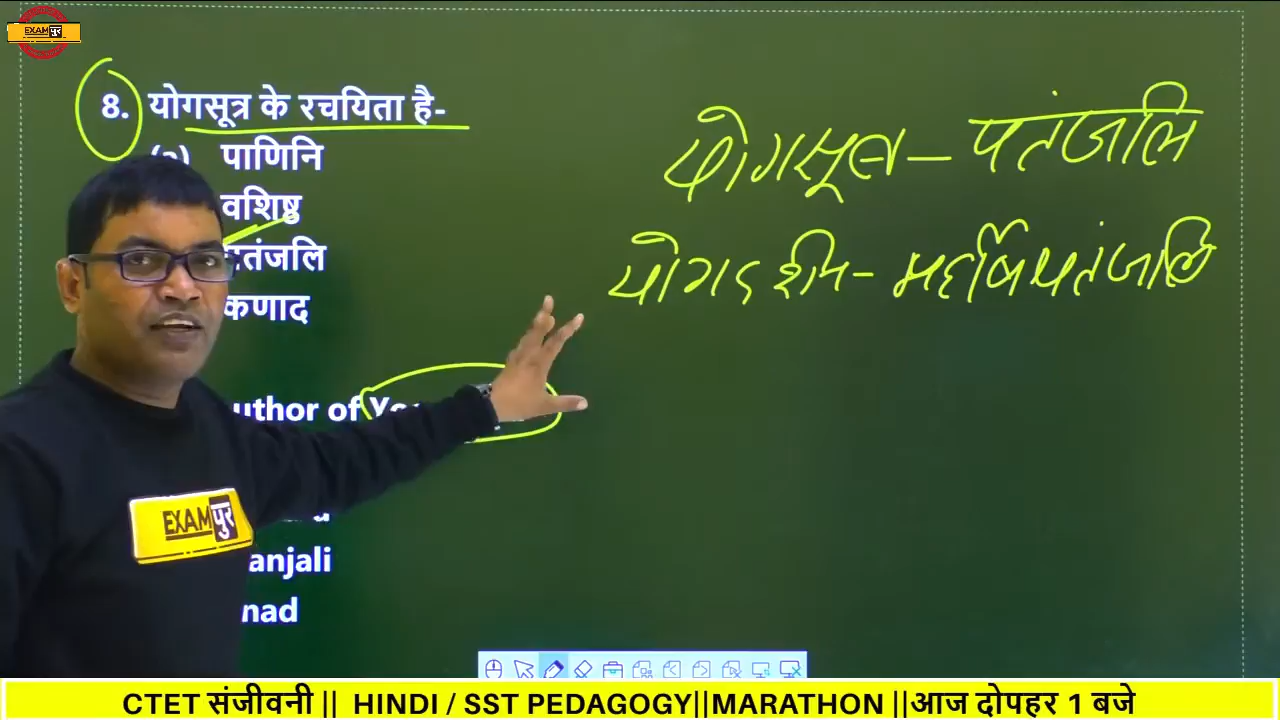 EXAMपुर
8. योगसूत्र के रचयिता है-
पाणिनि
वशिष्ठ
पतंजलि
कणाद
योगसूत्र – पतंजलि
योगदर्शन – महर्षि पतंजलि
uthor of
EXAMपुर
anjali
nad
CTET संजीवनी || HINDI / SST PEDAGOGY||MARATHON ||आज दोपहर 1 बजे